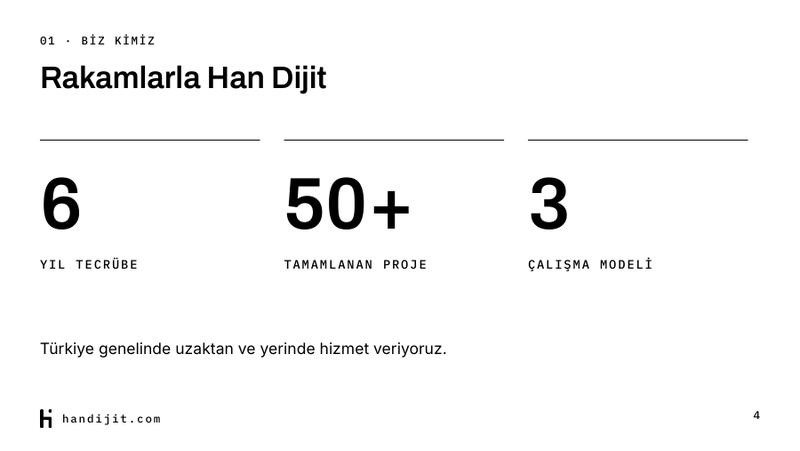 01 · BİZ KİMİZ
Rakamlarla Han Dijit
6
YIL TECRÜBE
50+
TAMAMLANAN PROJE
3
ÇALIŞMA MODELİ
Türkiye genelinde uzaktan ve yerinde hizmet veriyoruz.
handijit.com
4